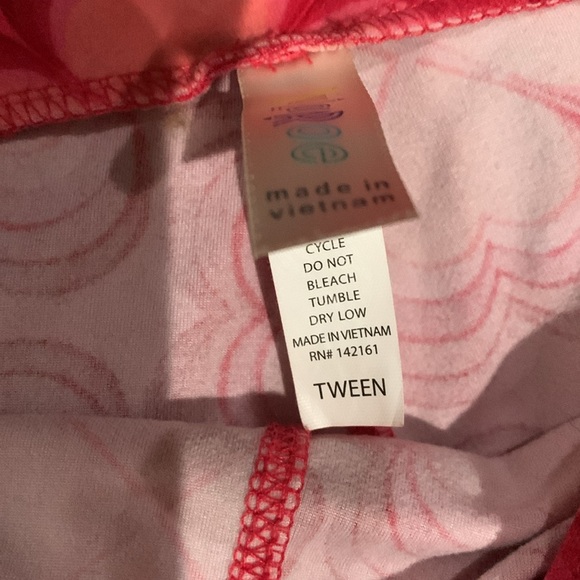 made in
vietnam
CYCLE
DO NOT
BLEACH
TUMBLE
DRY LOW
MADE IN VIETNAM
RN# 142161
TWEEN